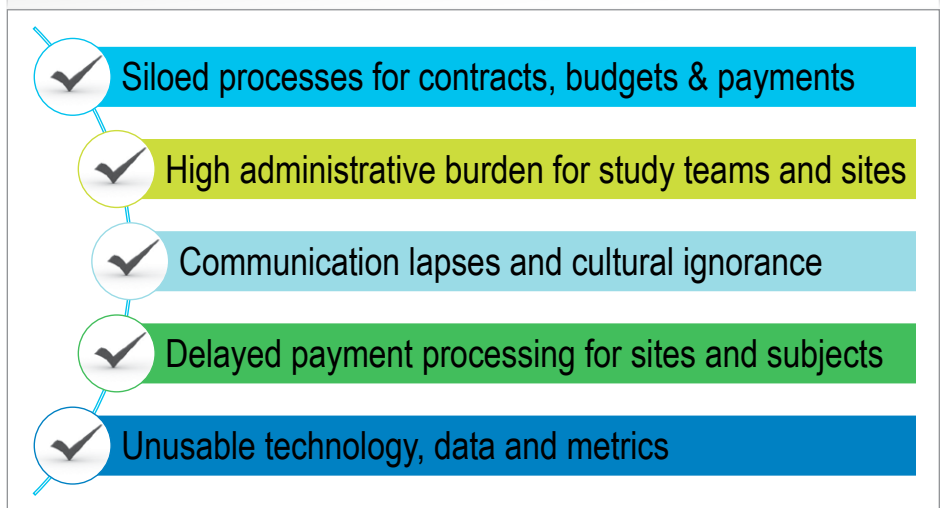 Siloed processes for contracts, budgets & payments
High administrative burden for study teams and sites
Communication lapses and cultural ignorance
Delayed payment processing for sites and subjects
Unusable technology, data and metrics